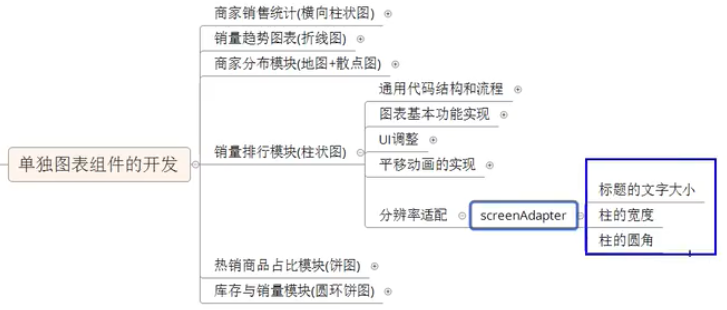 商家销售统计(横向柱状图)
销量趋势图表(折线图)
商家分布模块(地图+散点图)
通用代码结构和流程
图表基本功能实现
单独图表组件的开发
销量排行模块(柱状图)
UI调整
平移动画的实现
标题的文字大小
分辨率适配
screenAdapter
柱的宽度
柱的圆角
热销商品占比模块(饼图)
库存与销量模块(圆环饼图)